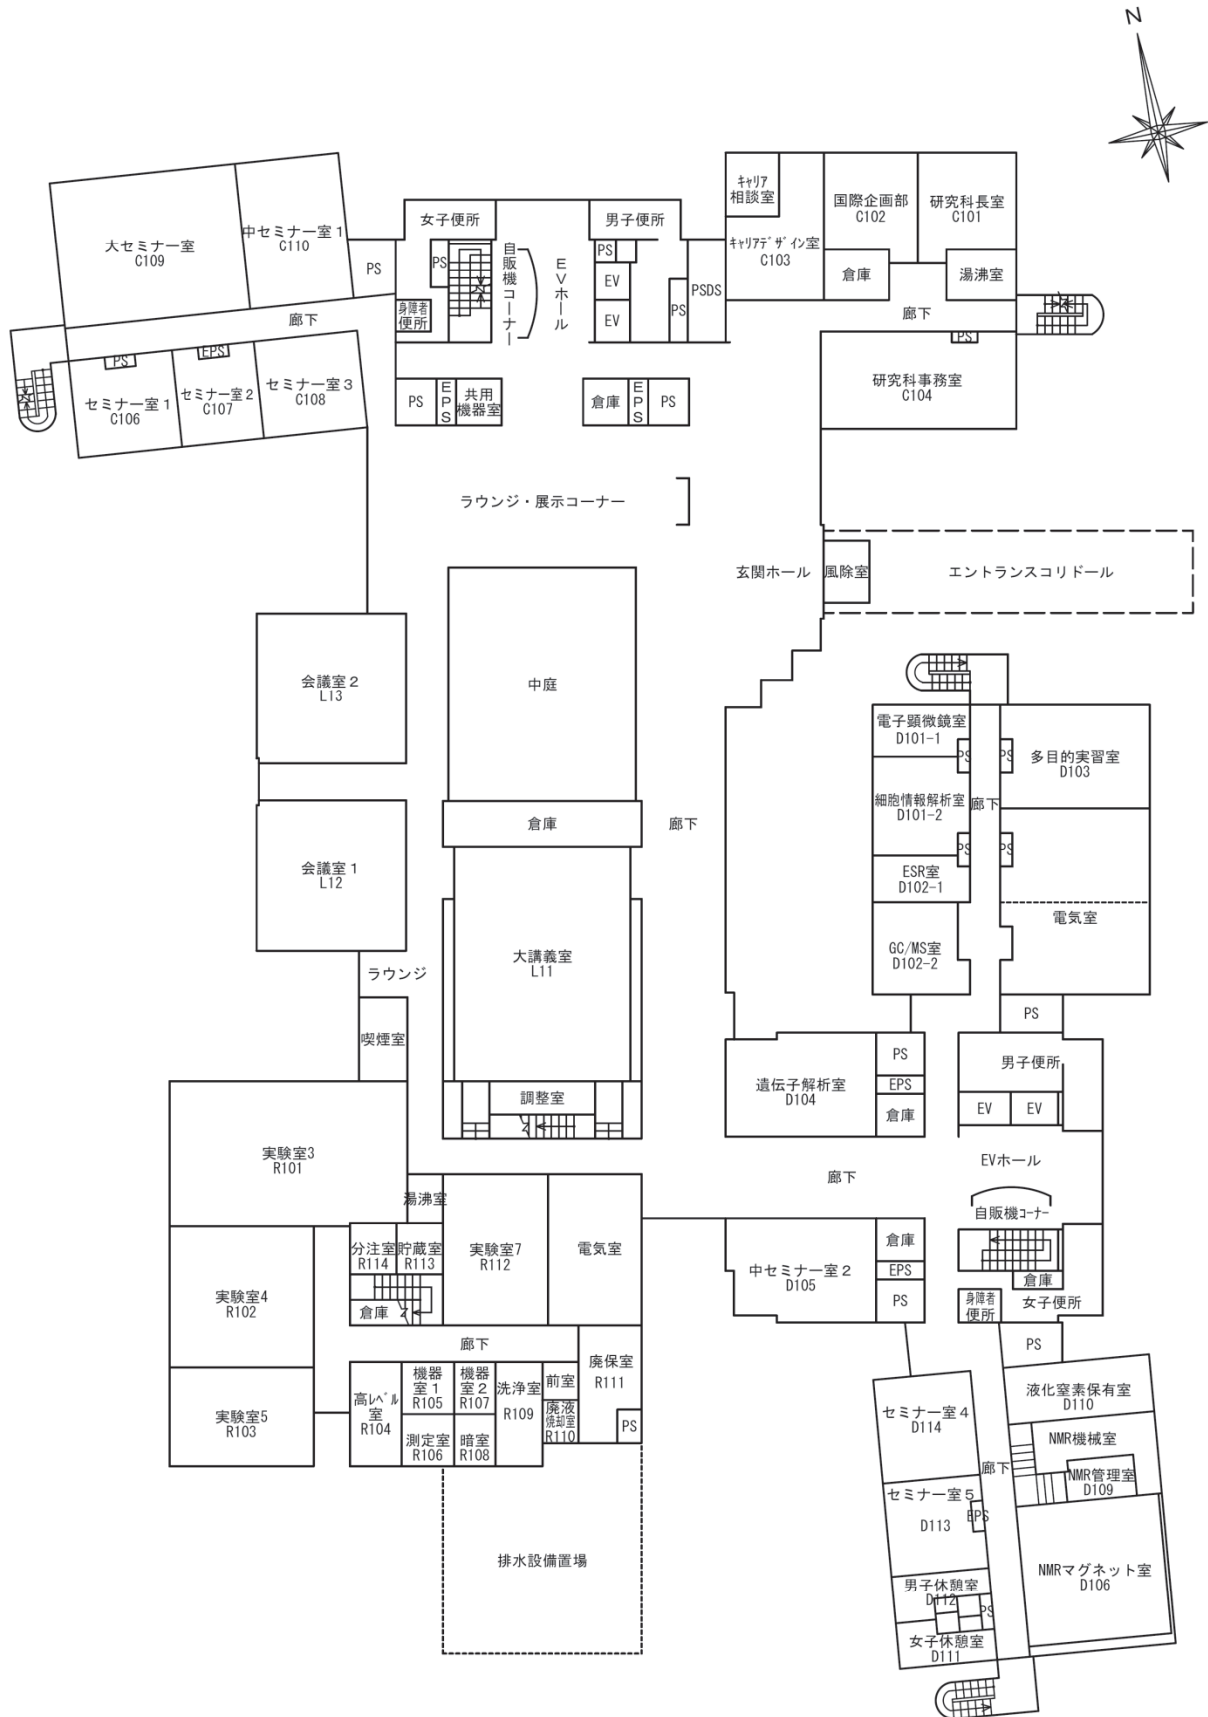 N
大セミナー室
C109
中セミナー室1
C110
PS
廊下
PS
EPS
セミナー室1
C106
セミナー室2
C107
セミナー室3
C108
女子便所
PS
身障者
便所
自販機コーナー
EVホール
男子便所
PS
EV
EV
PS
PSDS
PS
EPS
共用
機器室
倉庫
EPS
PS
ｷｬﾘｱ
相談室
ｷｬﾘｱﾃﾞｻﾞｲﾝ室
C103
国際企画部
C102
研究科長室
C101
倉庫
湯沸室
廊下
PS
研究科事務室
C104
ラウンジ・展示コーナー
玄関ホール
風除室
エントランスコリドール
会議室2
L13
中庭
倉庫
廊下
会議室1
L12
大講義室
L11
ラウンジ
喫煙室
調整室
電子顕微鏡室
D101-1
PS
PS
多目的実習室
D103
細胞情報解析室
D101-2
廊下
PS
PS
ESR室
D102-1
電気室
GC/MS室
D102-2
PS
遺伝子解析室
D104
PS
EPS
倉庫
男子便所
EV
EV
EVホール
廊下
自販機ｺｰﾅｰ
実験室3
R101
湯沸室
分注室
R114
貯蔵室
R113
実験室7
R112
電気室
倉庫
実験室4
R102
廊下
実験室5
R103
高ﾚﾍﾞﾙ
室
R104
機器
室1
R105
機器
室2
R107
測定室
R106
暗室
R108
洗浄室
R109
前室
廃液
焼却室
R110
廃保室
R111
PS
排水設備置場
中セミナー室2
D105
倉庫
EPS
PS
倉庫
身障者
便所
女子便所
PS
セミナー室4
D114
廊下
液化窒素保有室
D110
NMR機械室
NMR管理室
D109
セミナー室5
D113
EPS
NMRマグネット室
D106
男子休憩室
D112
PS
女子休憩室
D111